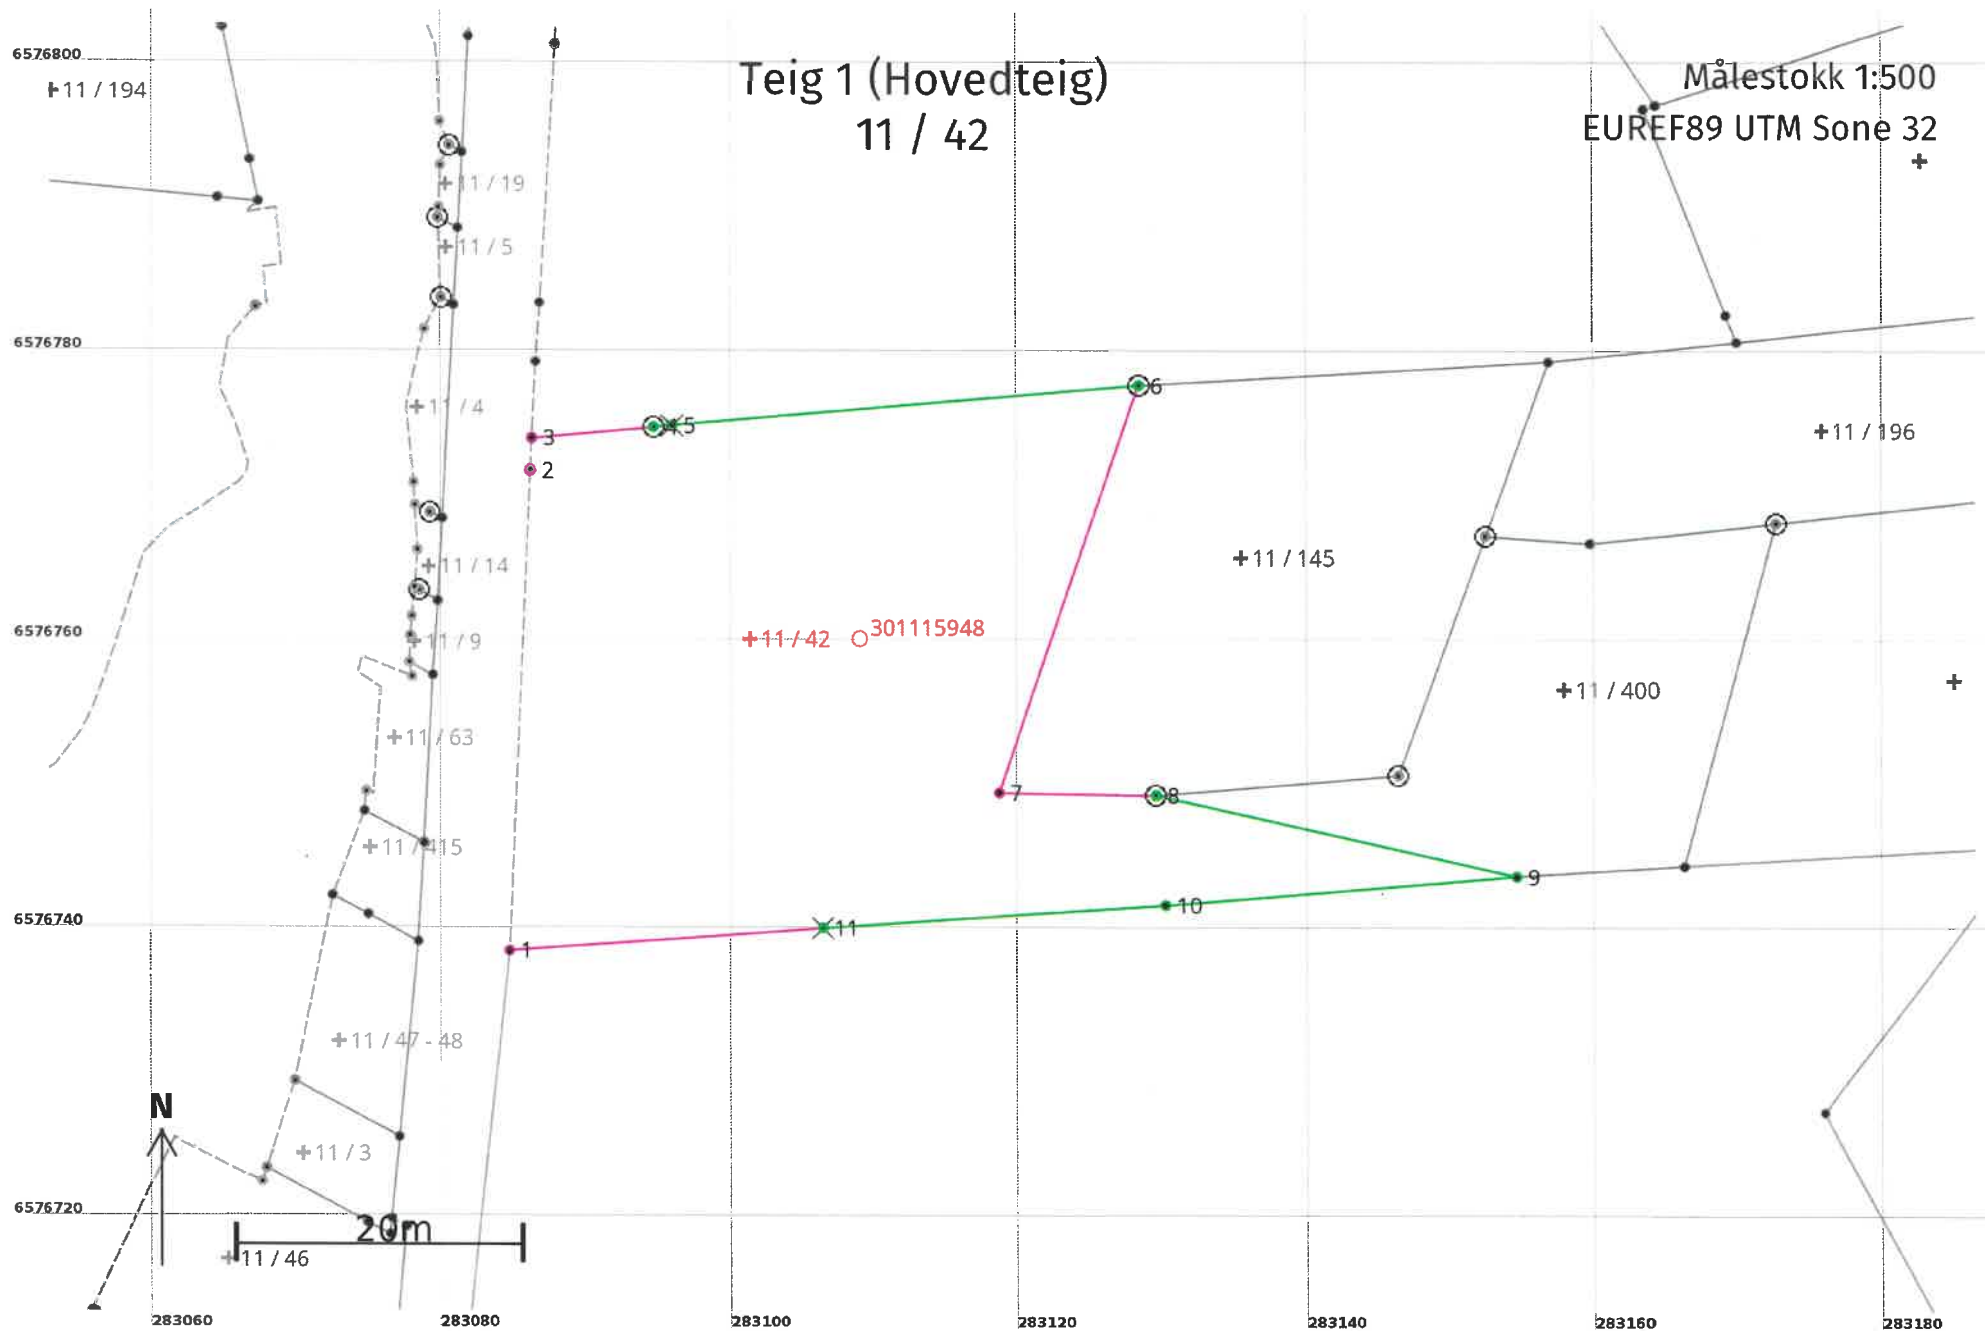 6576800
Teig 1 (Hovedteig)
Målestokk 1:500
+11 / 194
11 / 42
EUREF89 UTM Sone 32
+
+11 / 19
+11 / 5
6576780
6
+11 / 4
5
3
+11 / 196
2
+11 / 14
+11 / 145
6576760
+11 / 9
+11 / 42
301115948
+
+11 / 400
+11 / 63
7
8
+11 / 415
9
10
6576740
11
1
+11 / 47 - 48
N
+11 / 3
6576720
20m
+11 / 46
283060
283080
283100
283120
283140
283160
283180